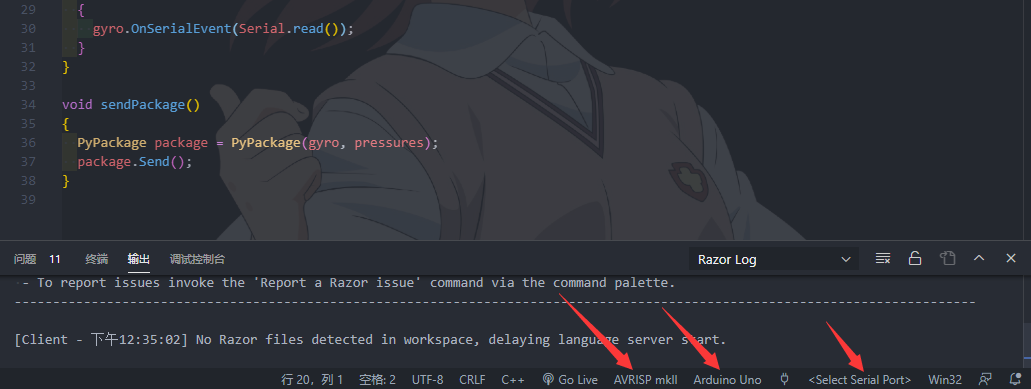 29 {
30 gyro.OnSerialEvent(Serial.read());
31 }
32 }
33
34 void sendPackage()
35 {
36 PyPackage package = PyPackage(gyro, pressures);
37 package.Send();
38 }
39
问题 11 终端 输出 调试控制台 Razor Log
- To report issues invoke the 'Report a Razor issue' command via the command palette.
--------------------------------------------------------------------------------
[Client - 下午12:35:02] No Razor files detected in workspace, delaying language server start.
行 20，列 1 空格: 2 UTF-8 CRLF C++ Go Live AVRISP mkII Arduino Uno <Select Serial Port> Win32